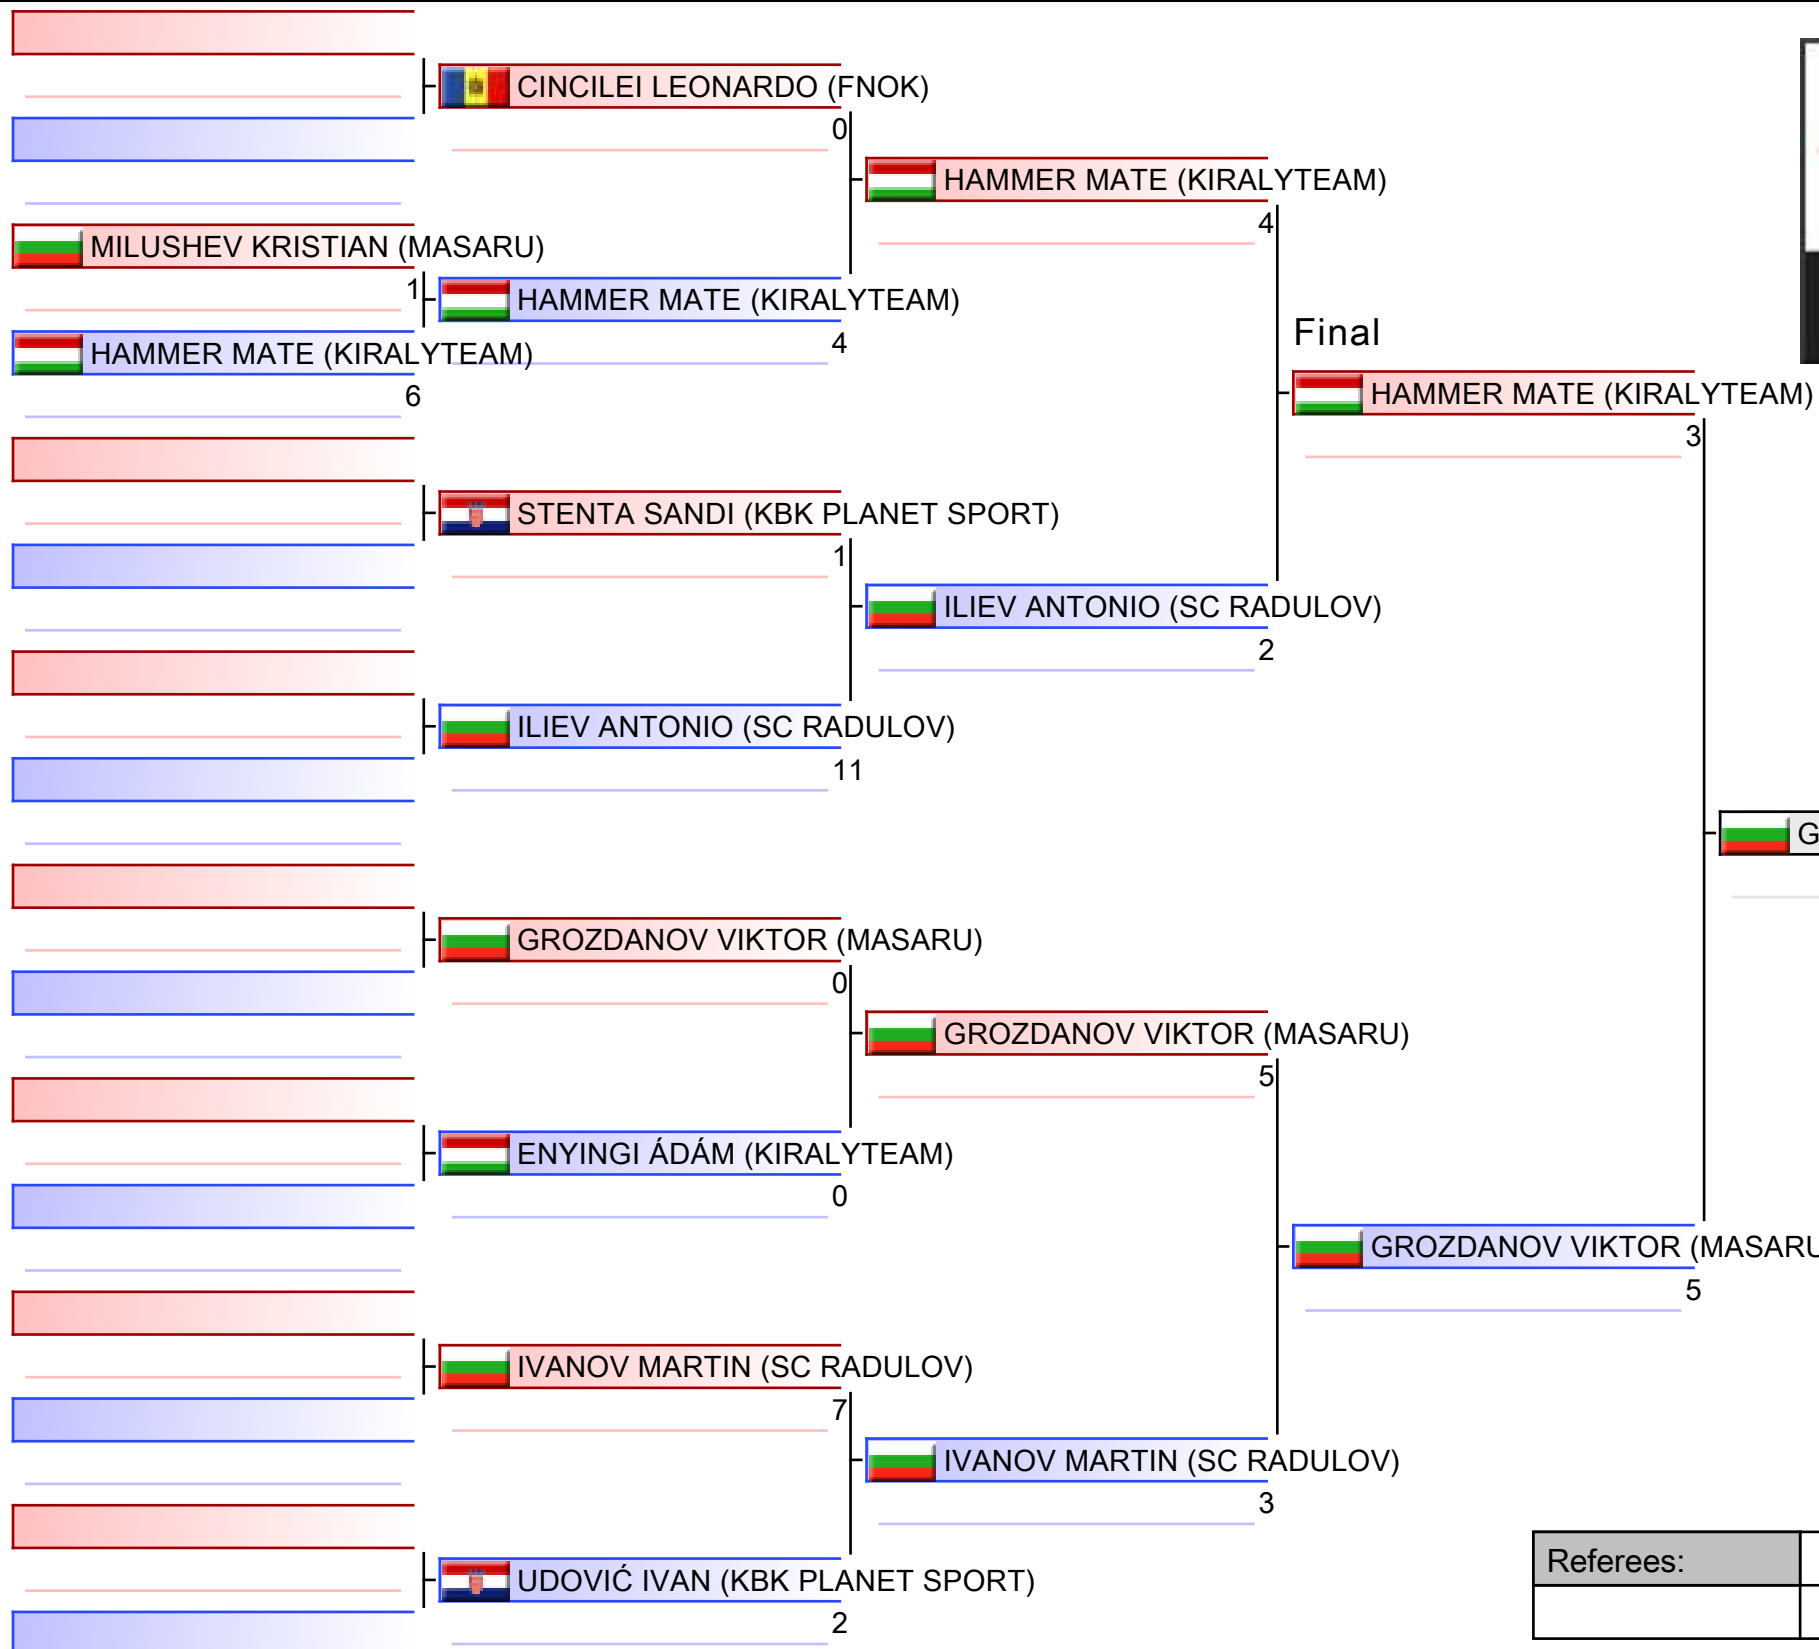 CINCILEI LEONARDO (FNOK)
0
HAMMER MATE (KIRALYTEAM)
4
MILUSHEV KRISTIAN (MASARU)
1
HAMMER MATE (KIRALYTEAM)
4
Final
HAMMER MATE (KIRALYTEAM)
6
HAMMER MATE (KIRALYTEAM)
3
STENTA SANDI (KBK PLANET SPORT)
1
ILIEV ANTONIO (SC RADULOV)
2
ILIEV ANTONIO (SC RADULOV)
11
G
GROZDANOV VIKTOR (MASARU)
0
GROZDANOV VIKTOR (MASARU)
5
ENYINGI ÁDÁM (KIRALYTEAM)
0
GROZDANOV VIKTOR (MASARU
5
IVANOV MARTIN (SC RADULOV)
7
IVANOV MARTIN (SC RADULOV)
3
Referees:
UDOVIĆ IVAN (KBK PLANET SPORT)
2